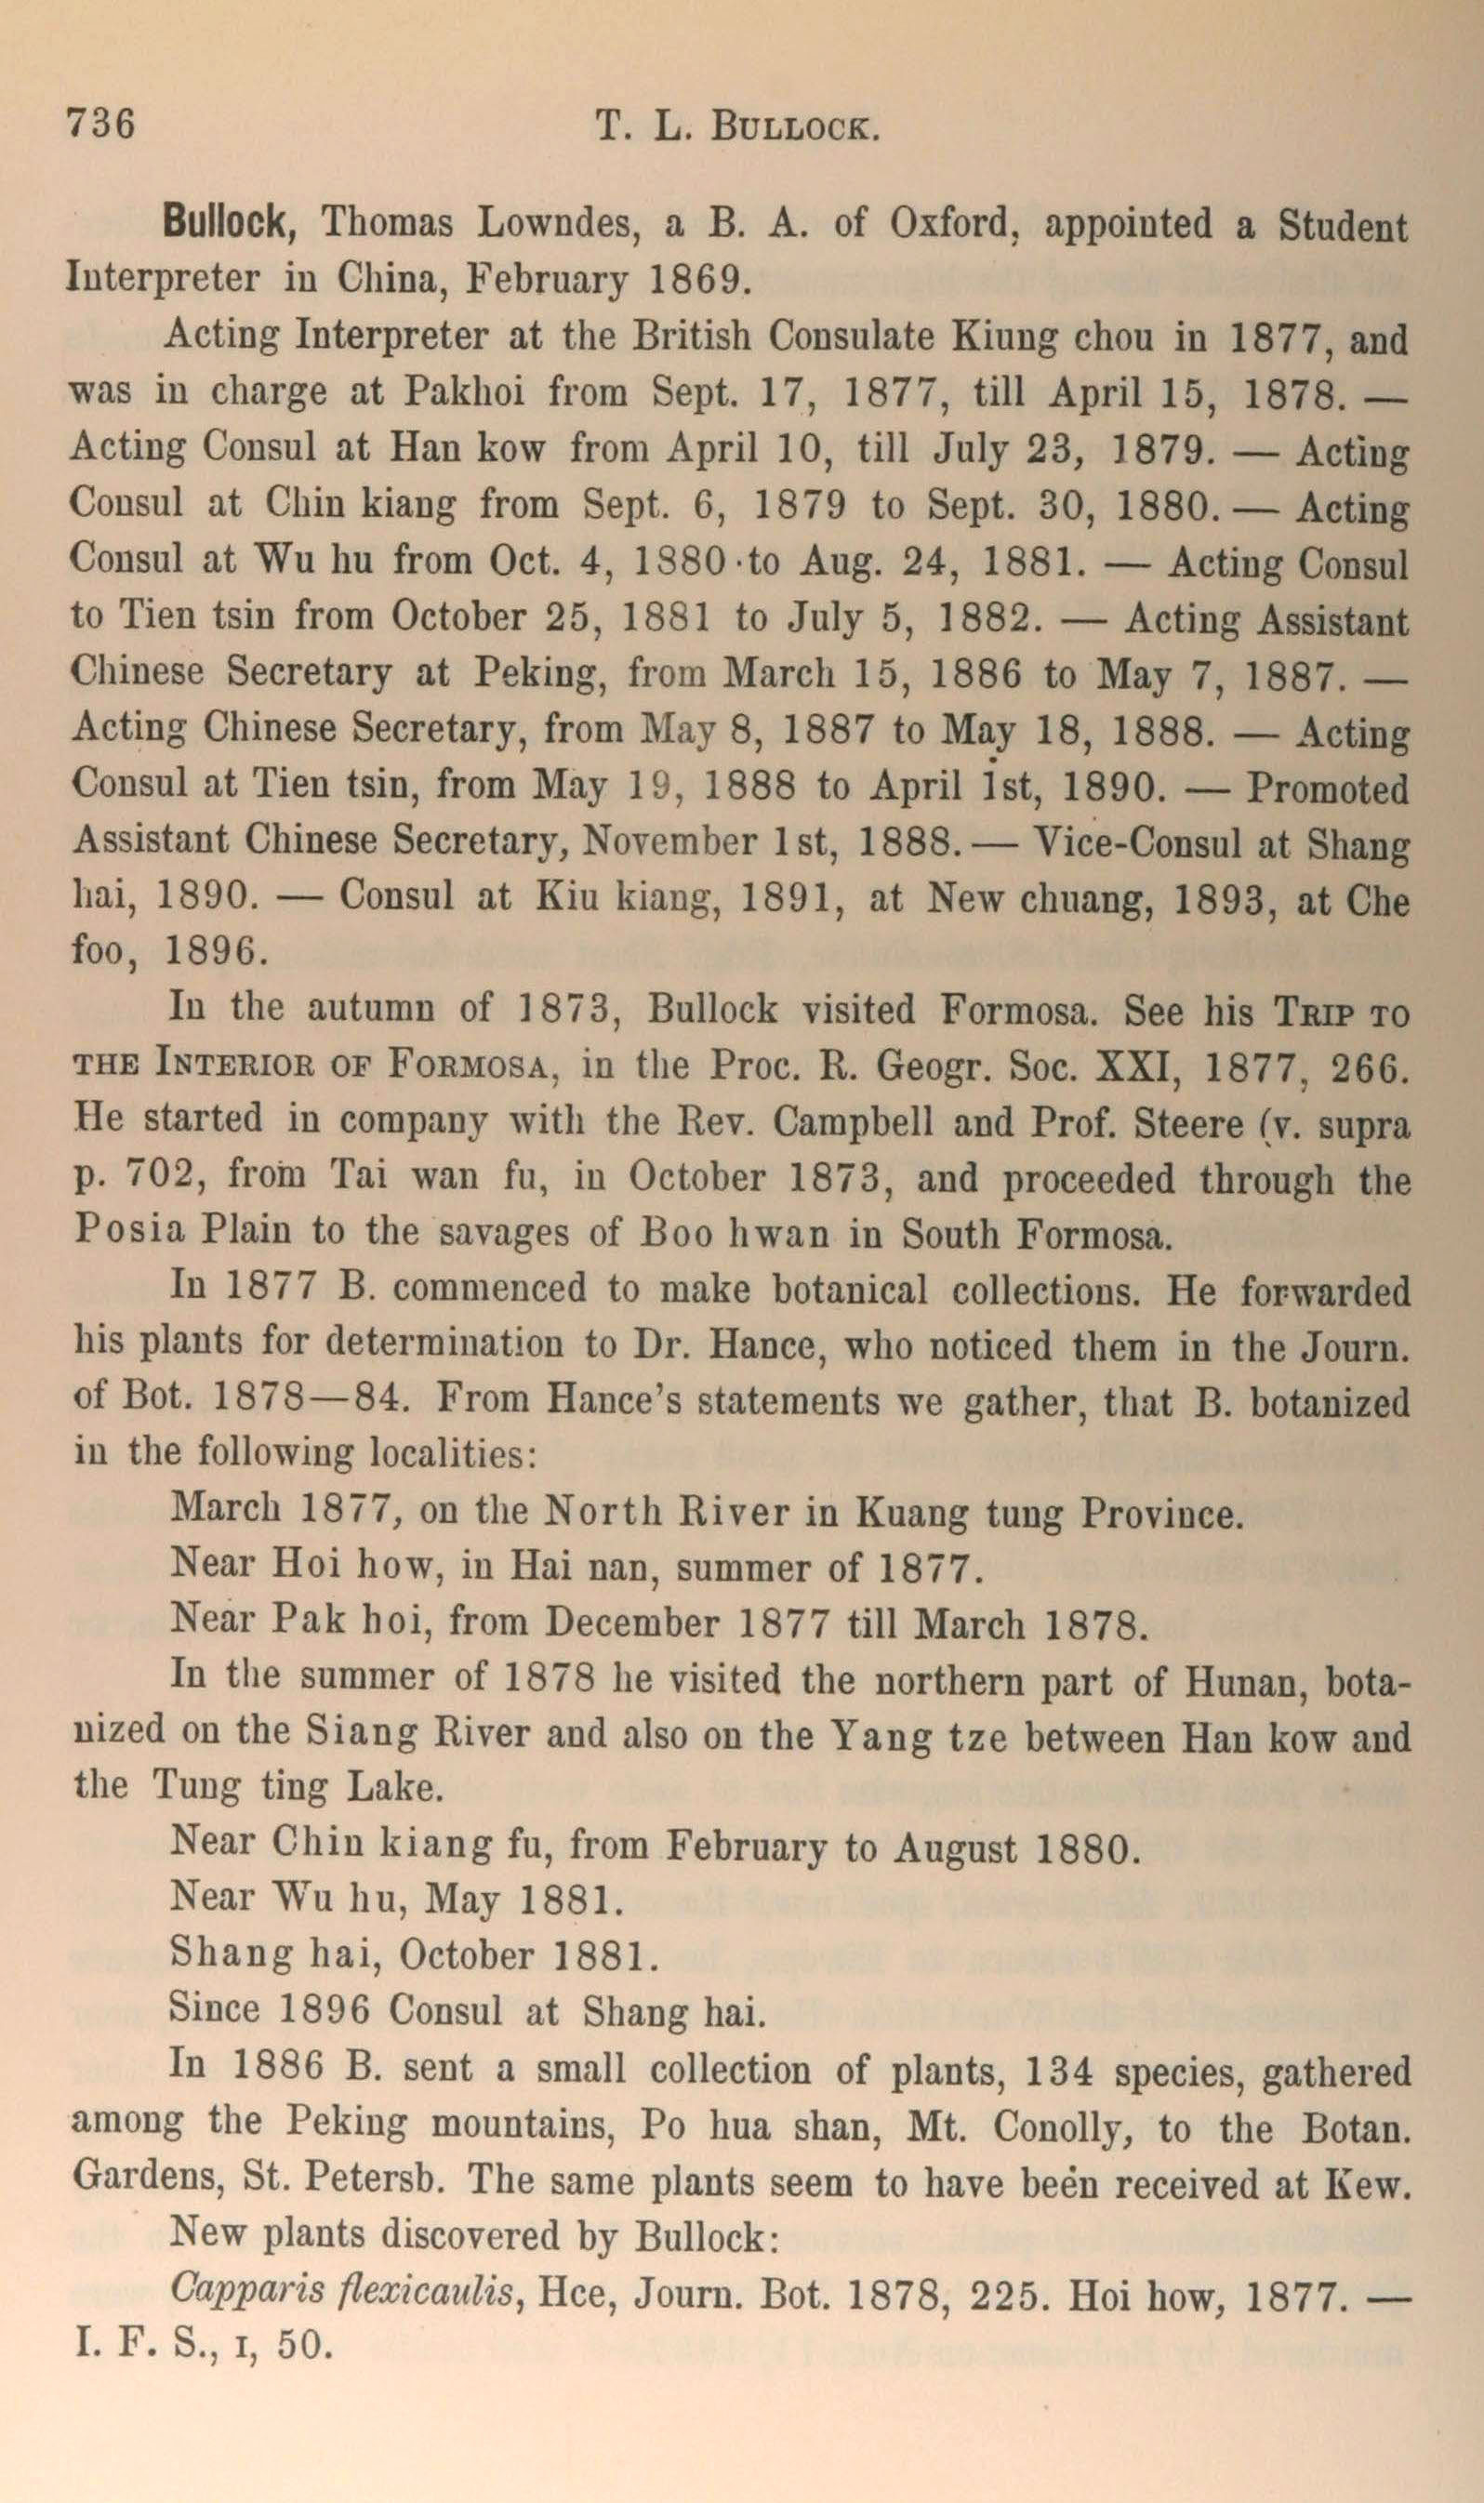 736
T. L. BULLOCK.
Bullock, Thomas Lowndes, a B. A. of Oxford, appointed a Student
Interpreter in China, February 1869.
Acting Interpreter at the British Consulate Kiung chou in 1877, and
was in charge at Pakhoi from Sept. 17, 1877, till April 15, 1878. —
Acting Consul at Han kow from April 10, till July 23, 1879. — Acting
Consul at Chin kiang from Sept. 6, 1879 to Sept. 30, 1880. — Acting
Consul at Wu hu from Oct. 4, 1880 to Aug. 24, 1881. — Acting Consul
to Tien tsin from October 25, 1881 to July 5, 1882. — Acting Assistant
Chinese Secretary at Peking, from March 15, 1886 to May 7, 1887. —
Acting Chinese Secretary, from May 8, 1887 to May 18, 1888. — Acting
Consul at Tien tsin, from May 19, 1888 to April 1st, 1890. — Promoted
Assistant Chinese Secretary, November 1st, 1888. — Vice-Consul at Shang
hai, 1890. — Consul at Kiu kiang, 1891, at New chuang, 1893, at Che
foo, 1896.
In the autumn of 1873, Bullock visited Formosa. See his TRIP TO
THE INTERIOR OF FORMOSA, in the Proc. R. Geogr. Soc. XXI, 1877, 266.
He started in company with the Rev. Campbell and Prof. Steere (v. supra
p. 702, from Tai wan fu, in October 1873, and proceeded through the
Posia Plain to the savages of Boo hwan in South Formosa.
In 1877 B. commenced to make botanical collections. He forwarded
his plants for determination to Dr. Hance, who noticed them in the Journ.
of Bot. 1878—84. From Hance's statements we gather, that B. botanized
in the following localities:
March 1877, on the North River in Kuang tung Province.
Near Hoi how, in Hai nan, summer of 1877.
Near Pak hoi, from December 1877 till March 1878.
In the summer of 1878 he visited the northern part of Hunan, bota-
nized on the Siang River and also on the Yang tze between Han kow and
the Tung ting Lake.
Near Chin kiang fu, from February to August 1880.
Near Wu hu, May 1881.
Shang hai, October 1881.
Since 1896 Consul at Shang hai.
In 1886 B. sent a small collection of plants, 134 species, gathered
among the Peking mountains, Po hua shan, Mt. Conolly, to the Botan.
Gardens, St. Petersb. The same plants seem to have been received at Kew.
New plants discovered by Bullock:
Capparis flexicaulis, Hce, Journ. Bot. 1878, 225. Hoi how, 1877. —
I. F. S., I, 50.